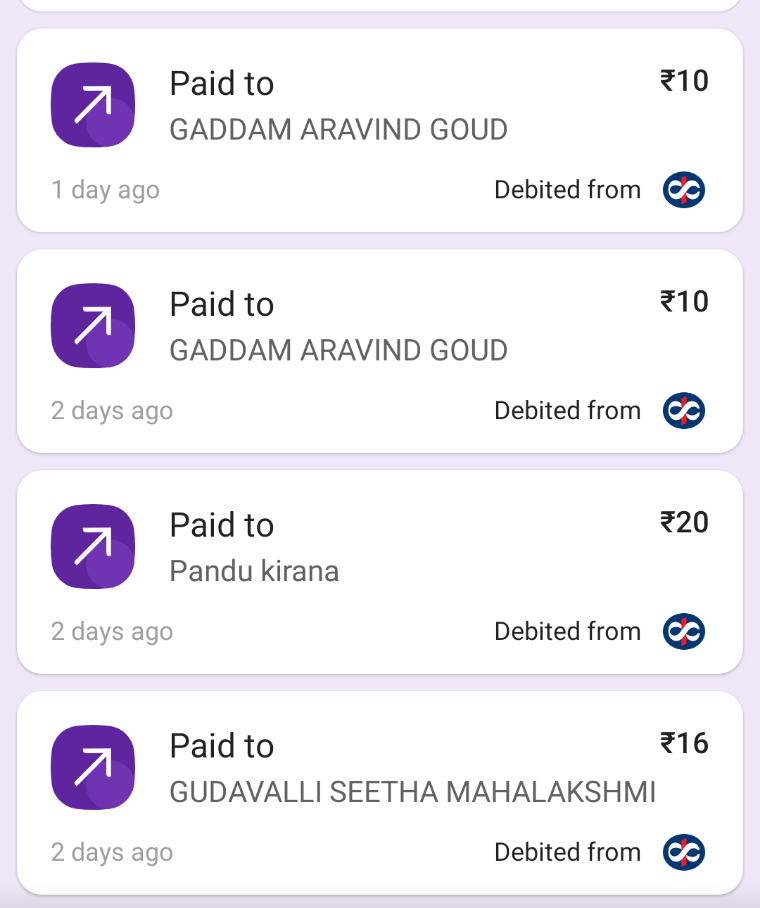 Paid to
₹10
GADDAM ARAVIND GOUD
1 day ago
Debited from
Paid to
₹10
GADDAM ARAVIND GOUD
2 days ago
Debited from
Paid to
₹20
Pandu kirana
2 days ago
Debited from
Paid to
₹16
GUDAVALLI SEETHA MAHALAKSHMI
2 days ago
Debited from